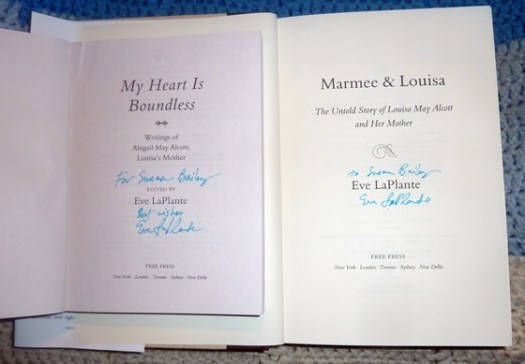 My Heart Is
Boundless
Writings of
Abigail May Alcott,
Louisa's Mother
For Susan Bailey
EDITED BY
Eve LaPlante
Best wishes
Eve LaPlante
FREE PRESS
New York London Toronto Sydney New Delhi
Marmee & Louisa
The Untold Story of Louisa May Alcott
and Her Mother
to Susan Bailey
Eve LaPlante
Eve LaPlante
FREE PRESS
New York London Toronto Sydney New Delhi